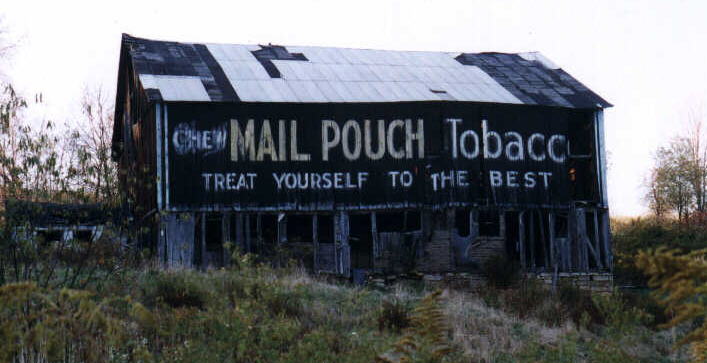 CHEW MAIL POUCH TobaccO
TREAT YOURSELF TO THE BEST